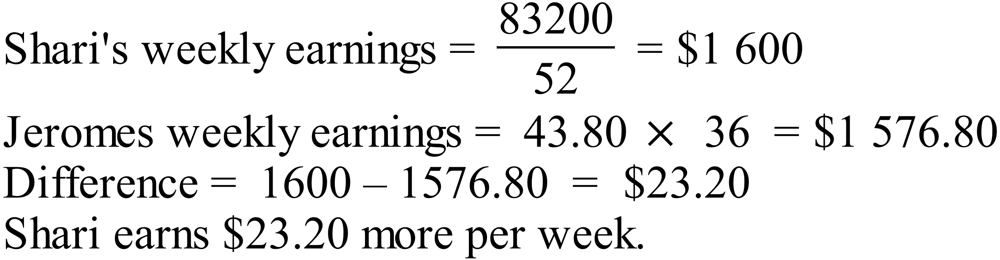 Shari's weekly earnings = 83200/52 = $1 600
Jeromes weekly earnings = 43.80 × 36 = $1 576.80
Difference = 1600 – 1576.80 = $23.20
Shari earns $23.20 more per week.